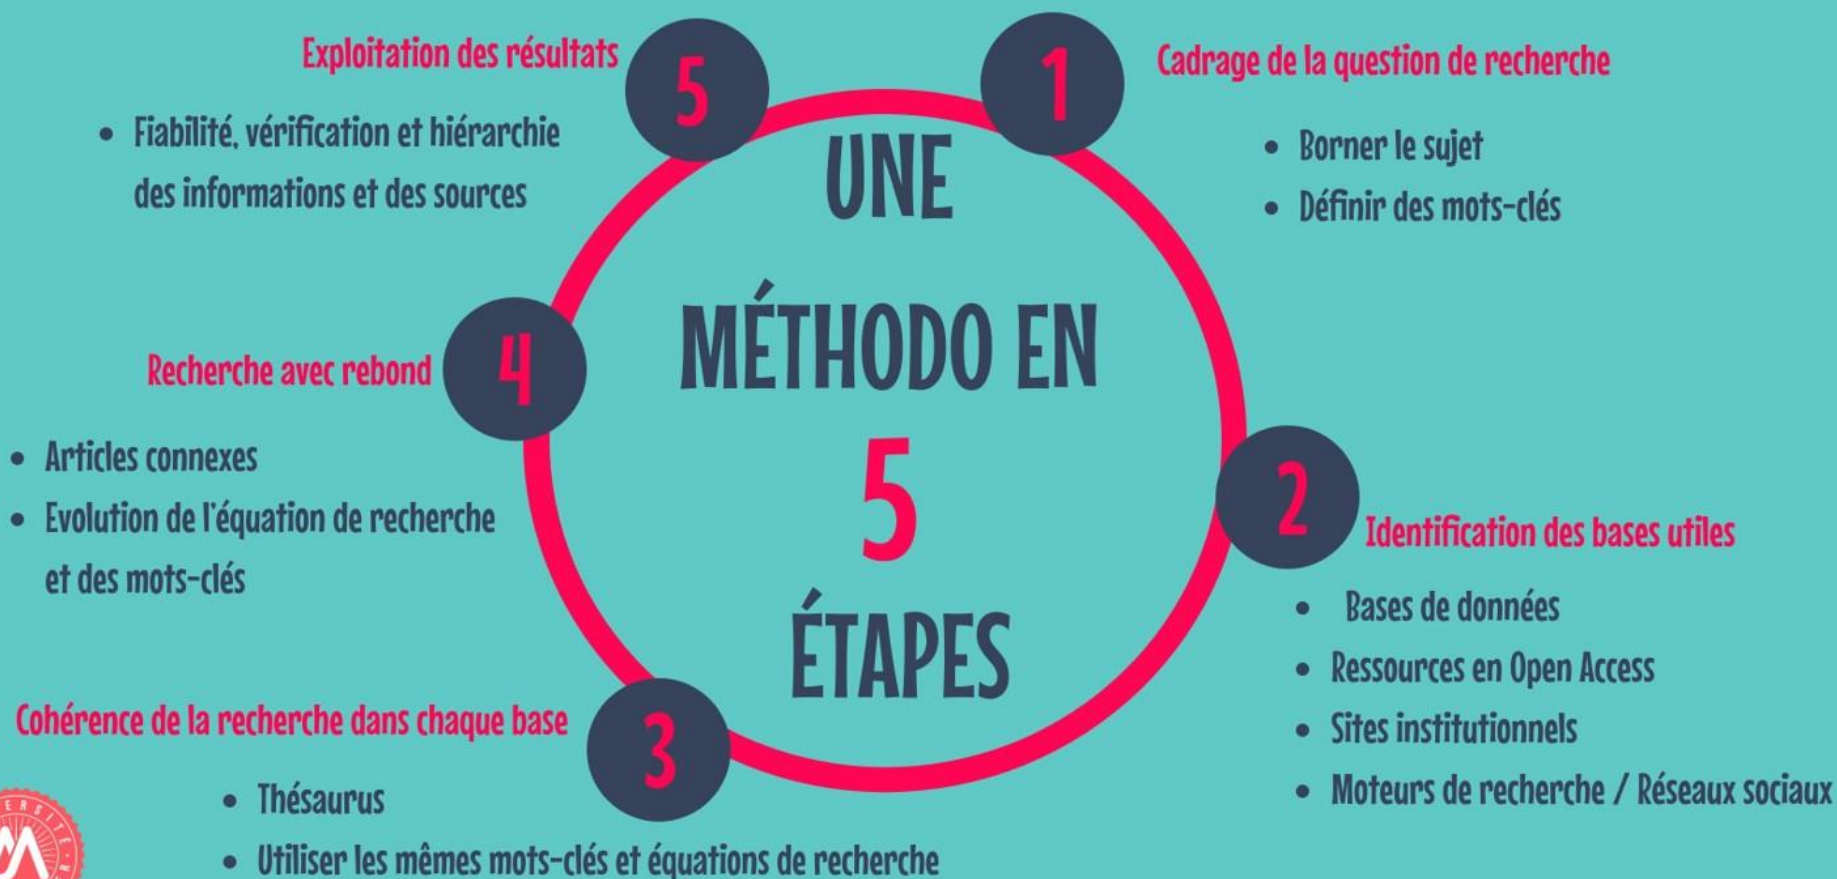 UNE
MÉTHODO EN
5
ÉTAPES
1
Cadrage de la question de recherche
• Borner le sujet
• Définir des mots-clés
2
Identification des bases utiles
• Bases de données
• Ressources en Open Access
• Sites institutionnels
• Moteurs de recherche / Réseaux sociaux
3
Cohérence de la recherche dans chaque base
• Thésaurus
• Utiliser les mêmes mots-clés et équations de recherche
4
Recherche avec rebond
• Articles connexes
• Evolution de l'équation de recherche
et des mots-clés
5
Exploitation des résultats
• Fiabilité, vérification et hiérarchie
des informations et des sources